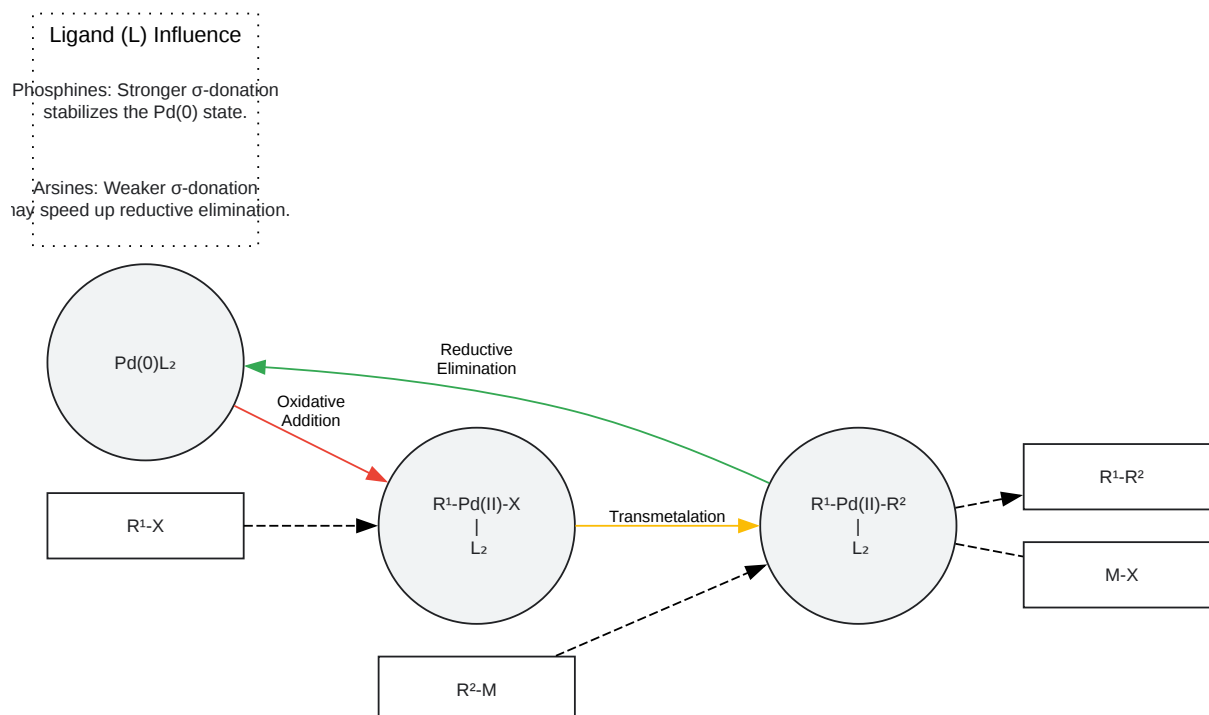 Ligand (L) Influence
Phosphines: Stronger σ-donation
stabilizes the Pd(0) state.
Arsines: Weaker σ-donation
may speed up reductive elimination.
Pd(0)L₂
Reductive
Elimination
Oxidative
Addition
R¹-X
R¹-Pd(II)-X
|
L₂
Transmetalation
R¹-Pd(II)-R²
|
L₂
R¹-R²
M-X
R²-M